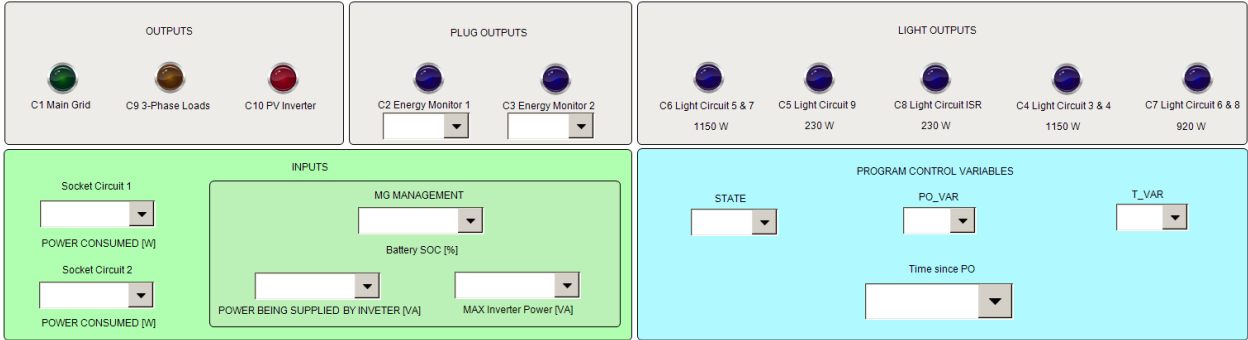 OUTPUTS
C1 Main Grid
C9 3-Phase Loads
C10 PV Inverter
PLUG OUTPUTS
C2 Energy Monitor 1
C3 Energy Monitor 2
LIGHT OUTPUTS
C6 Light Circuit 5 & 7
1150 W
C5 Light Circuit 9
230 W
C8 Light Circuit ISR
230 W
C4 Light Circuit 3 & 4
1150 W
C7 Light Circuit 6 & 8
920 W
INPUTS
Socket Circuit 1
POWER CONSUMED [W]
Socket Circuit 2
POWER CONSUMED [W]
MG MANAGEMENT
Battery SOC [%]
POWER BEING SUPPLIED BY INVETER [VA]
MAX Inverter Power [VA]
PROGRAM CONTROL VARIABLES
STATE
PO_VAR
T_VAR
Time since PO